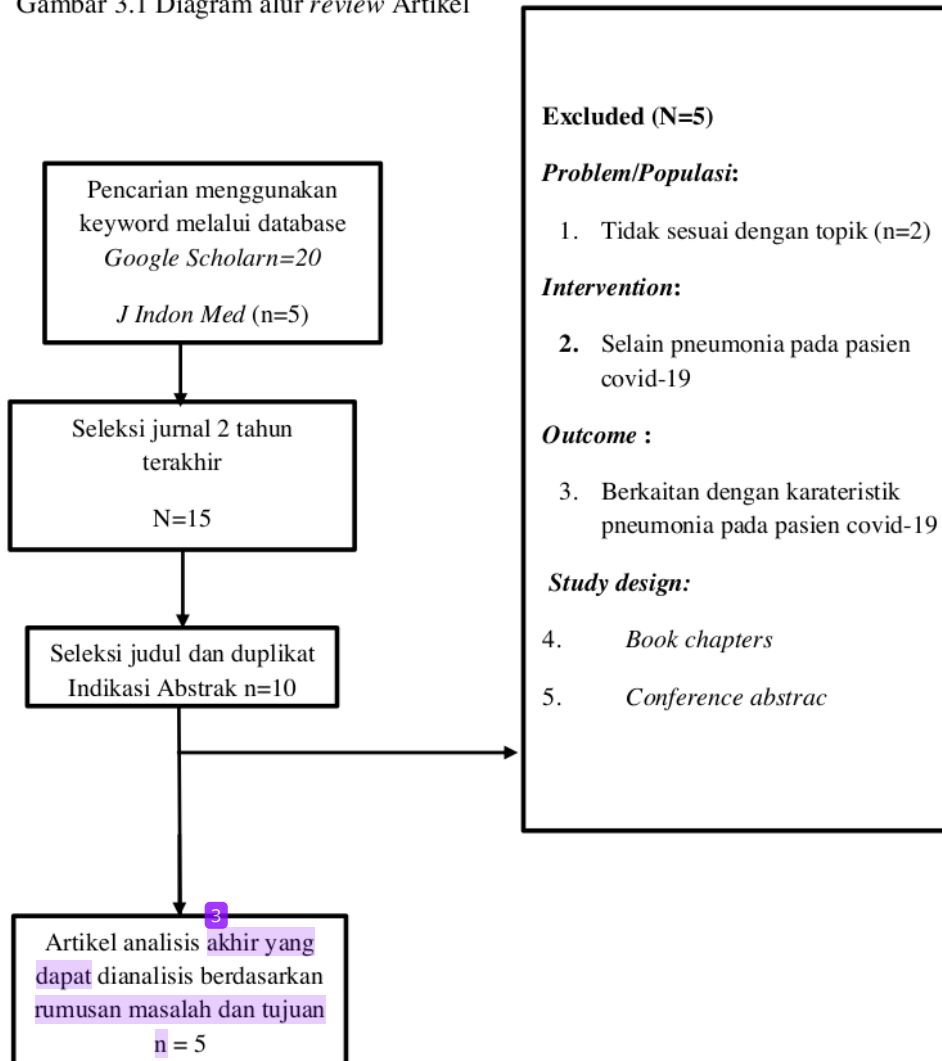 Gambar 3.1 Diagram alur review Artikel
Pencarian menggunakan
keyword melalui database
Google Scholarn=20
J Indon Med (n=5)
Seleksi jurnal 2 tahun
terakhir
N=15
Seleksi judul dan duplikat
Indikasi Abstrak n=10
Excluded (N=5)
Problem/Populasi:
1. Tidak sesuai dengan topik (n=2)
Intervention:
2. Selain pneumonia pada pasien
covid-19
Outcome :
3. Berkaitan dengan karateristik
pneumonia pada pasien covid-19
Study design:
4. Book chapters
5. Conference abstrac
3
Artikel analisis akhir yang
dapat dianalisis berdasarkan
rumusan masalah dan tujuan
n = 5